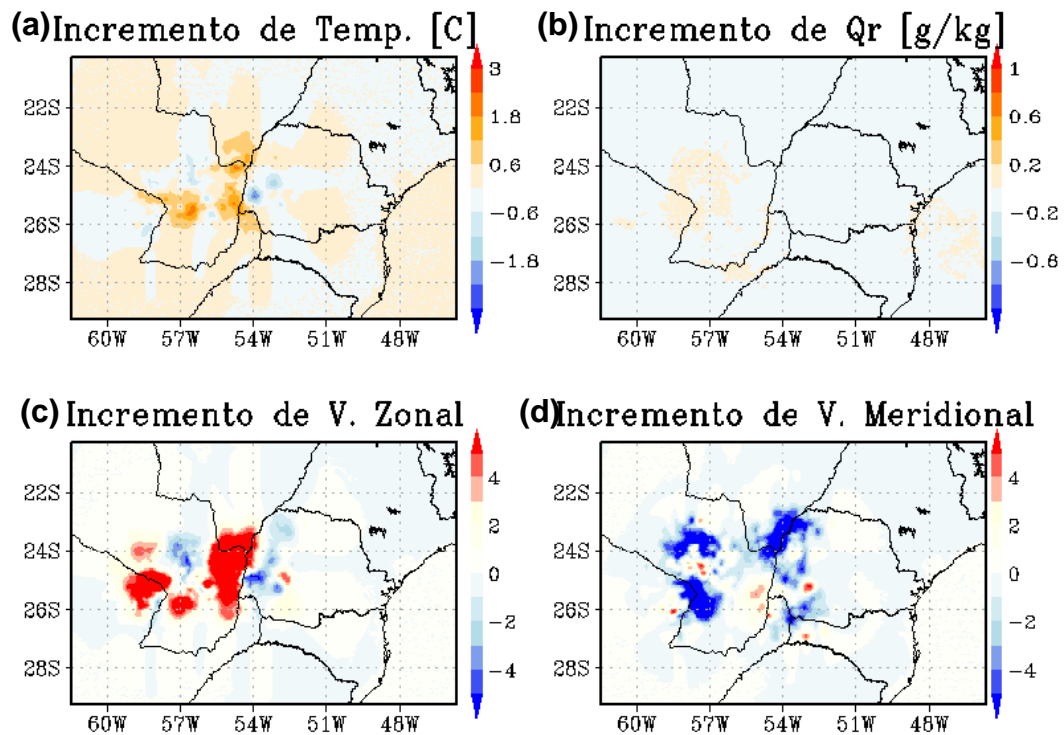 (a) Incremento de Temp. [C]
3
1.8
0.6
−0.6
−1.8
22S
24S
26S
28S
60W 57W 54W 51W 48W
(b) Incremento de Qr [g/kg]
1
0.6
0.2
−0.2
−0.6
22S
24S
26S
28S
60W 57W 54W 51W 48W
(c) Incremento de V. Zonal
4
2
0
−2
−4
22S
24S
26S
28S
60W 57W 54W 51W 48W
(d) Incremento de V. Meridional
4
2
0
−2
−4
22S
24S
26S
28S
60W 57W 54W 51W 48W